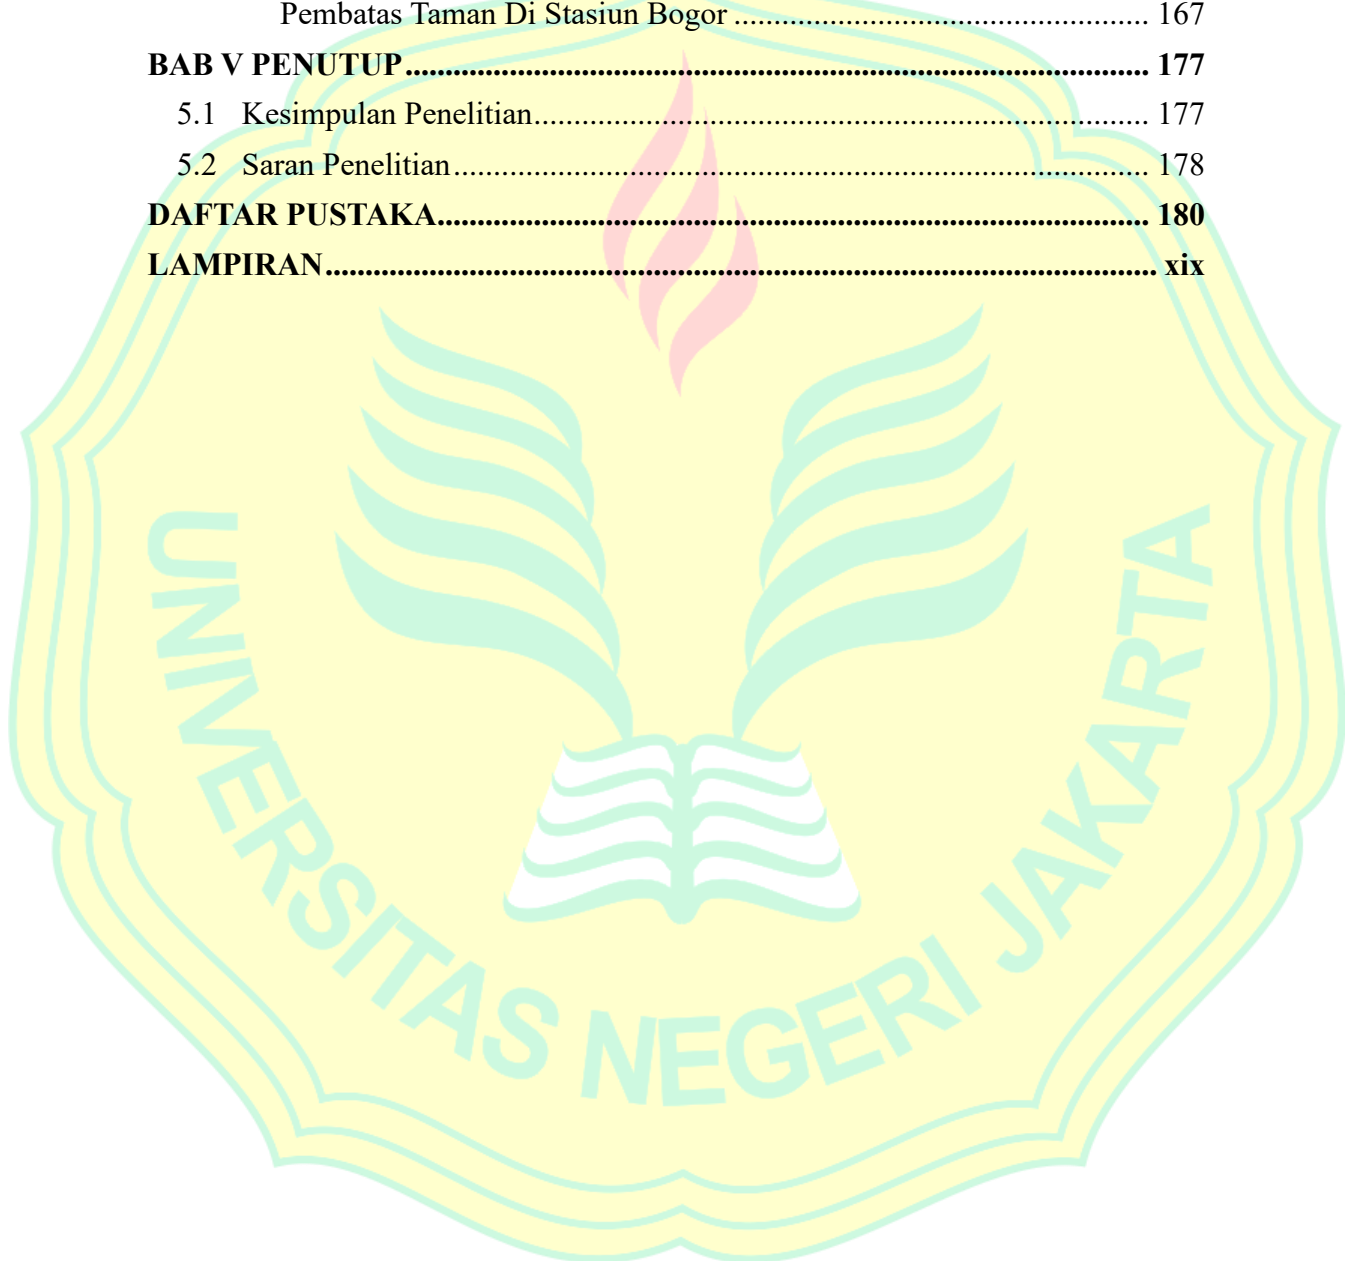 Pembatas Taman Di Stasiun Bogor ............................................................. 167
BAB V PENUTUP ............................................................................................. 177
5.1 Kesimpulan Penelitian ............................................................................ 177
5.2 Saran Penelitian ....................................................................................... 178
DAFTAR PUSTAKA ......................................................................................... 180
LAMPIRAN ........................................................................................................ xix
UNIVERSITAS NEGERI JAKARTA